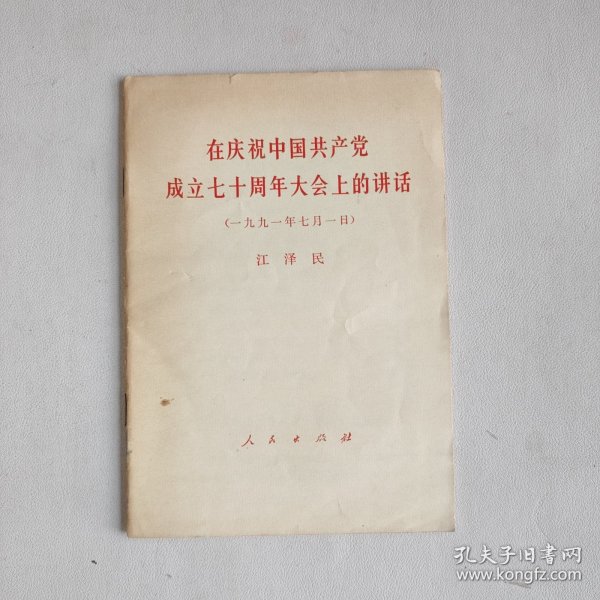 在庆祝中国共产党
成立七十周年大会上的讲话
(一九九一年七月一日)
江泽民
人民出版社
孔夫子旧书网
www.kongfz.com